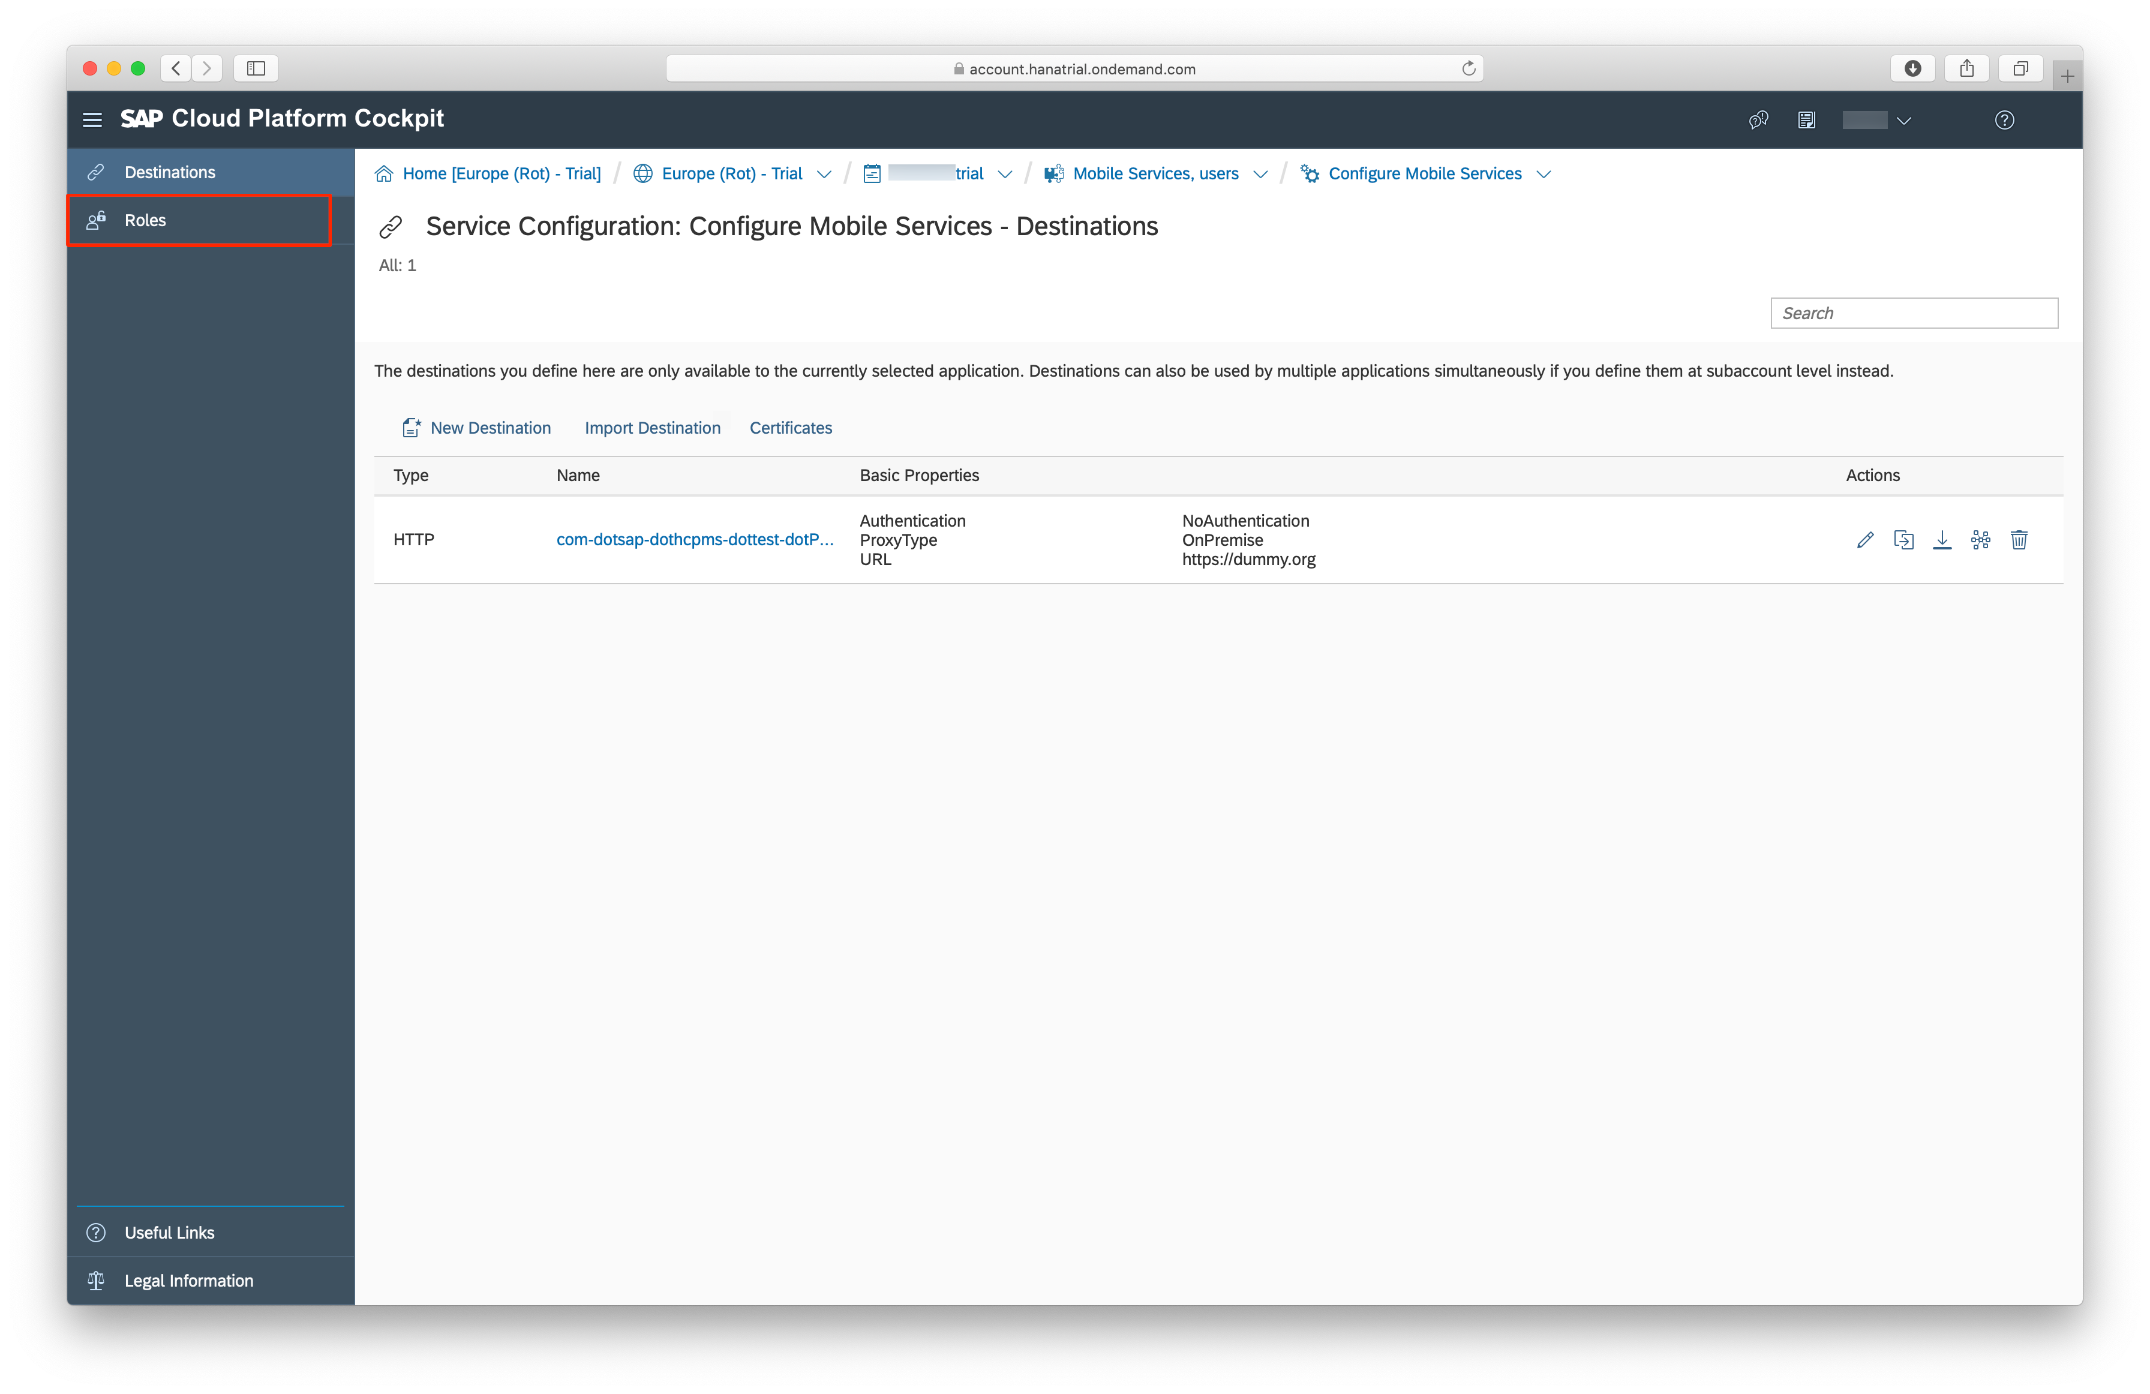 account.hanatrial.ondemand.com
SAP Cloud Platform Cockpit
Destinations
Roles
Home [Europe (Rot) - Trial] / Europe (Rot) - Trial / trial / Mobile Services, users / Configure Mobile Services
Service Configuration: Configure Mobile Services - Destinations
All: 1
Search
The destinations you define here are only available to the currently selected application. Destinations can also be used by multiple applications simultaneously if you define them at subaccount level instead.
New Destination Import Destination Certificates
Type Name Basic Properties Actions
HTTP com-dotsap-dothcpms-dottest-dotP...
Authentication NoAuthentication
ProxyType OnPremise
URL https://dummy.org
Useful Links
Legal Information